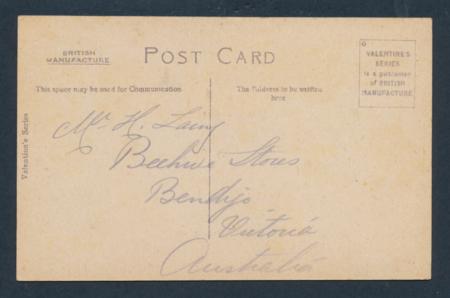 BRITISH
MANUFACTURE
POST CARD
VALENTINE'S
SERIES
is a guarantee
of BRITISH
MANUFACTURE
This space may be used for Communication
The Address to be written
here
Valentine's Series
Mr H. Laing
Beehive Stores
Bendigo
Victoria
Australia